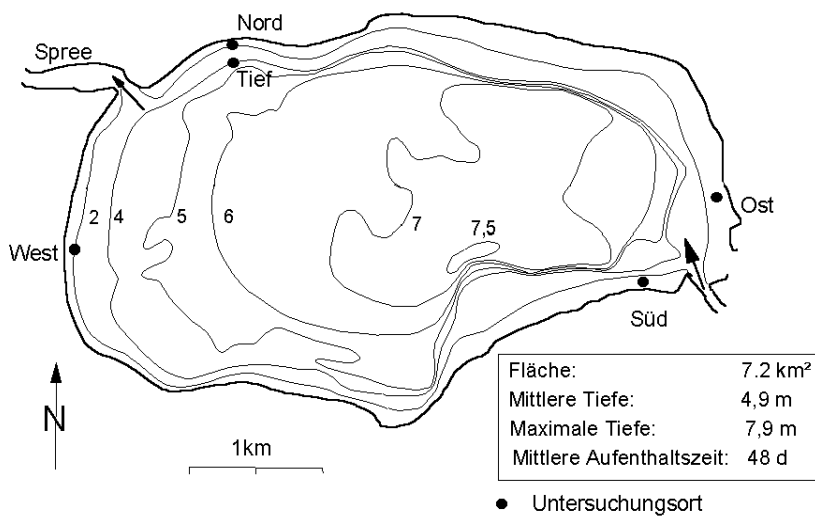 Nord
Spree
Tief
2 4 5 6 7 7,5 Ost
West
Süd
N
1km
Fläche: 7.2 km²
Mittlere Tiefe: 4,9 m
Maximale Tiefe: 7,9 m
Mittlere Aufenthaltszeit: 48 d
Untersuchungsort